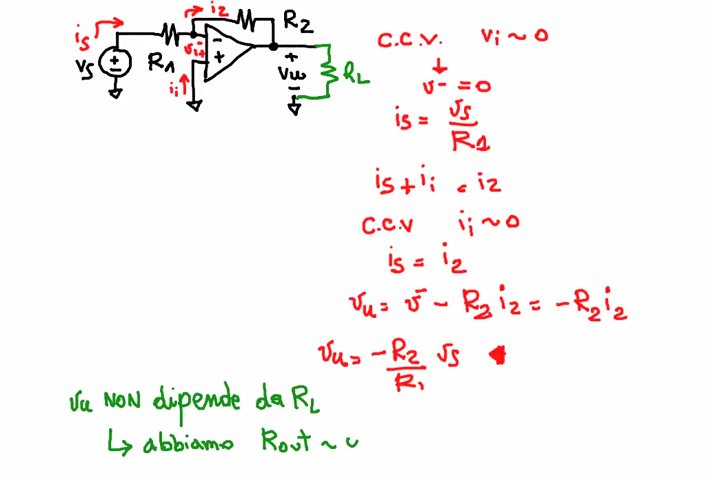 is
i2
R2
C.C.V. vi ~ 0
vs
R1
vi
-
+
ii
+
vu
-
RL
v- = 0
is = vs / R1
is + ii = i2
C.C.V ii ~ 0
is = i2
vu = v- - R2 i2 = -R2 i2
vu = -R2 / R1 vs
vu NON dipende da RL
↳ abbiamo Rout ~